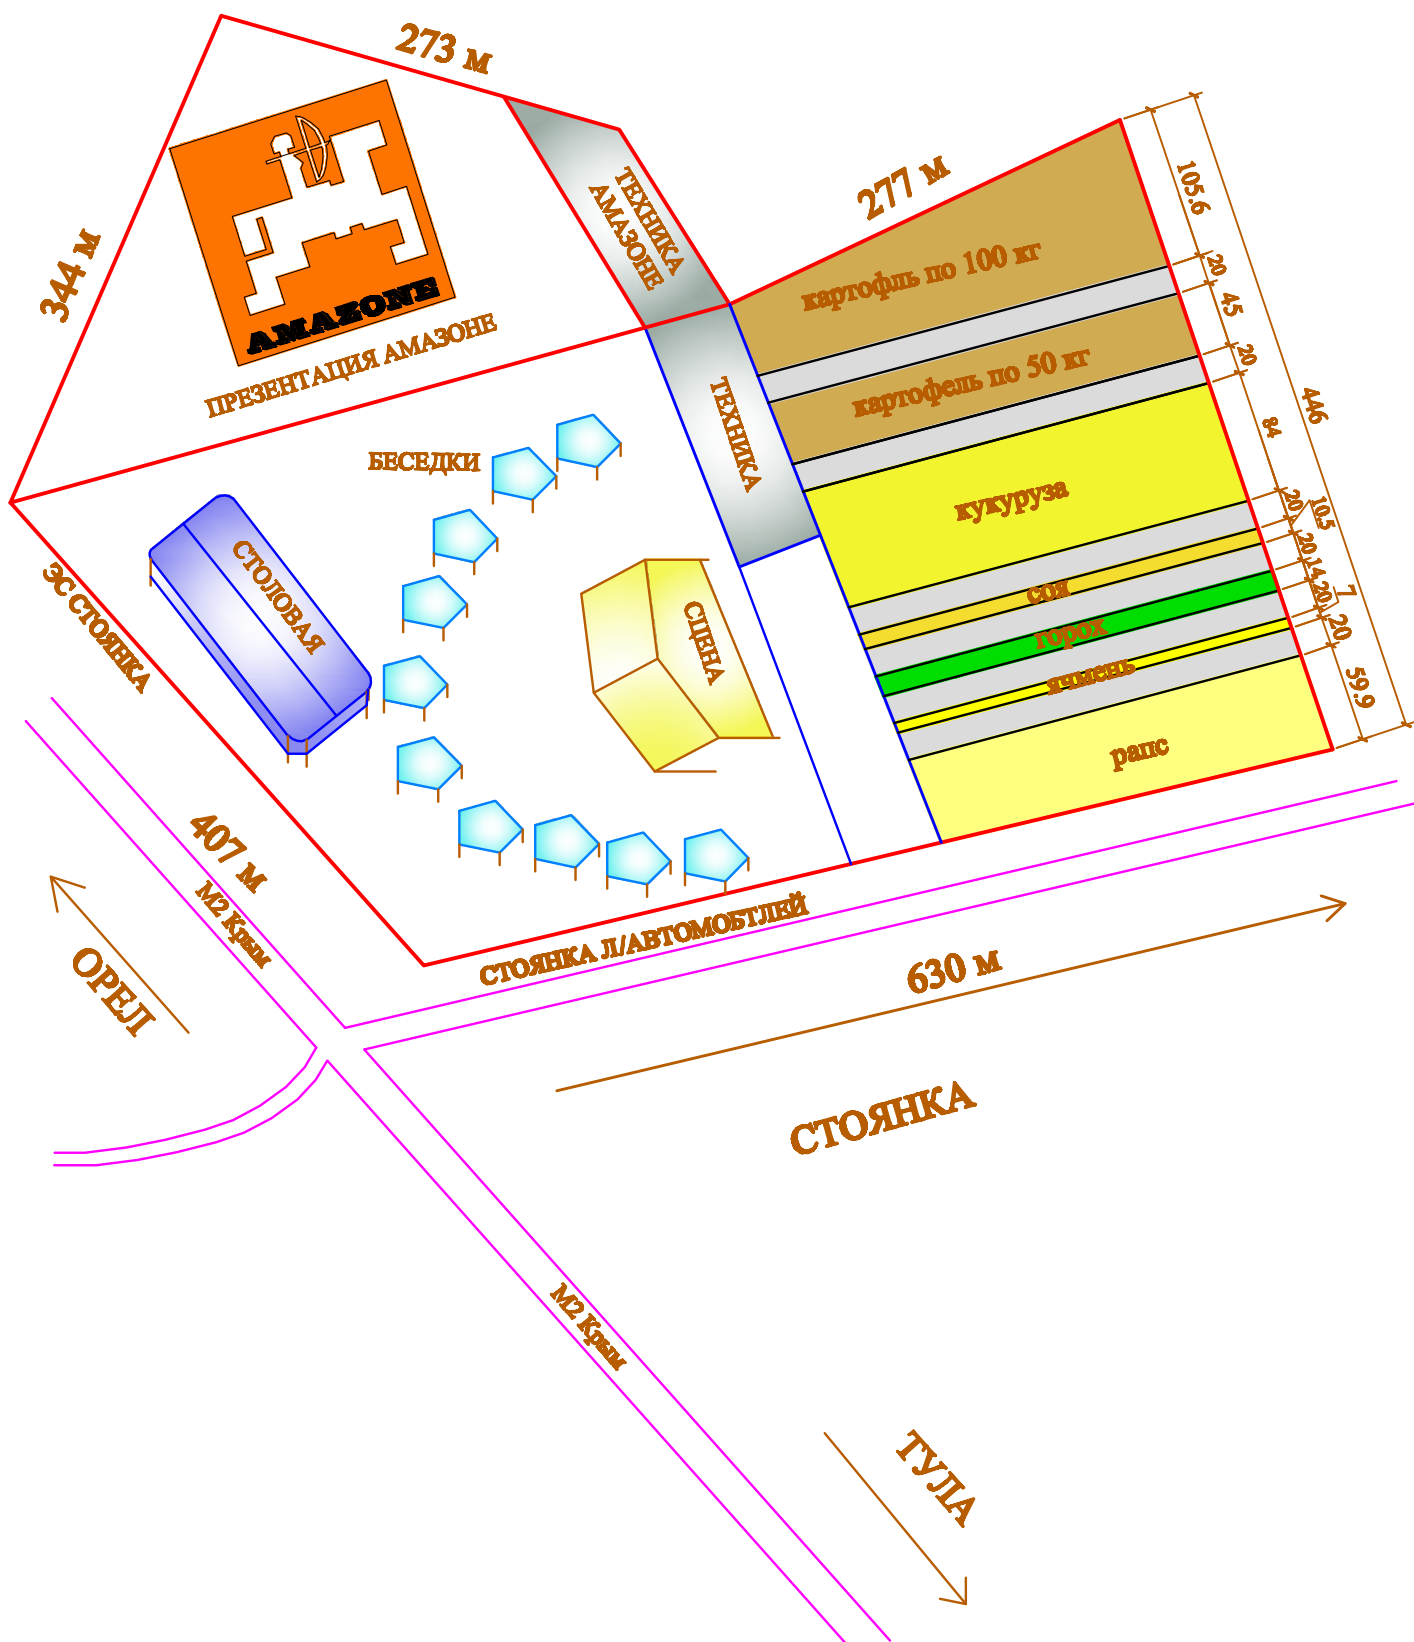 273 м
344 м
AMAZONE
ПРЕЗЕНТАЦИЯ АМАЗОНЕ
ТЕХНИКА
АМАЗОНЕ
277 м
картофль по 100 кг
картофель по 50 кг
кукуруза
соя
горох
ячмень
рапс
105.6
20
45
20
84
20
10.5
20
14
20
7
20
59.9
446
ТЕХНИКА
БЕСЕДКИ
СТОЛОВАЯ
СЦЕНА
ЭС СТОЯНКА
407 м
М2 Крым
ОРЕЛ
СТОЯНКА Л/АВТОМОБТЛЕЙ
630 м
СТОЯНКА
М2 Крым
ТУЛА